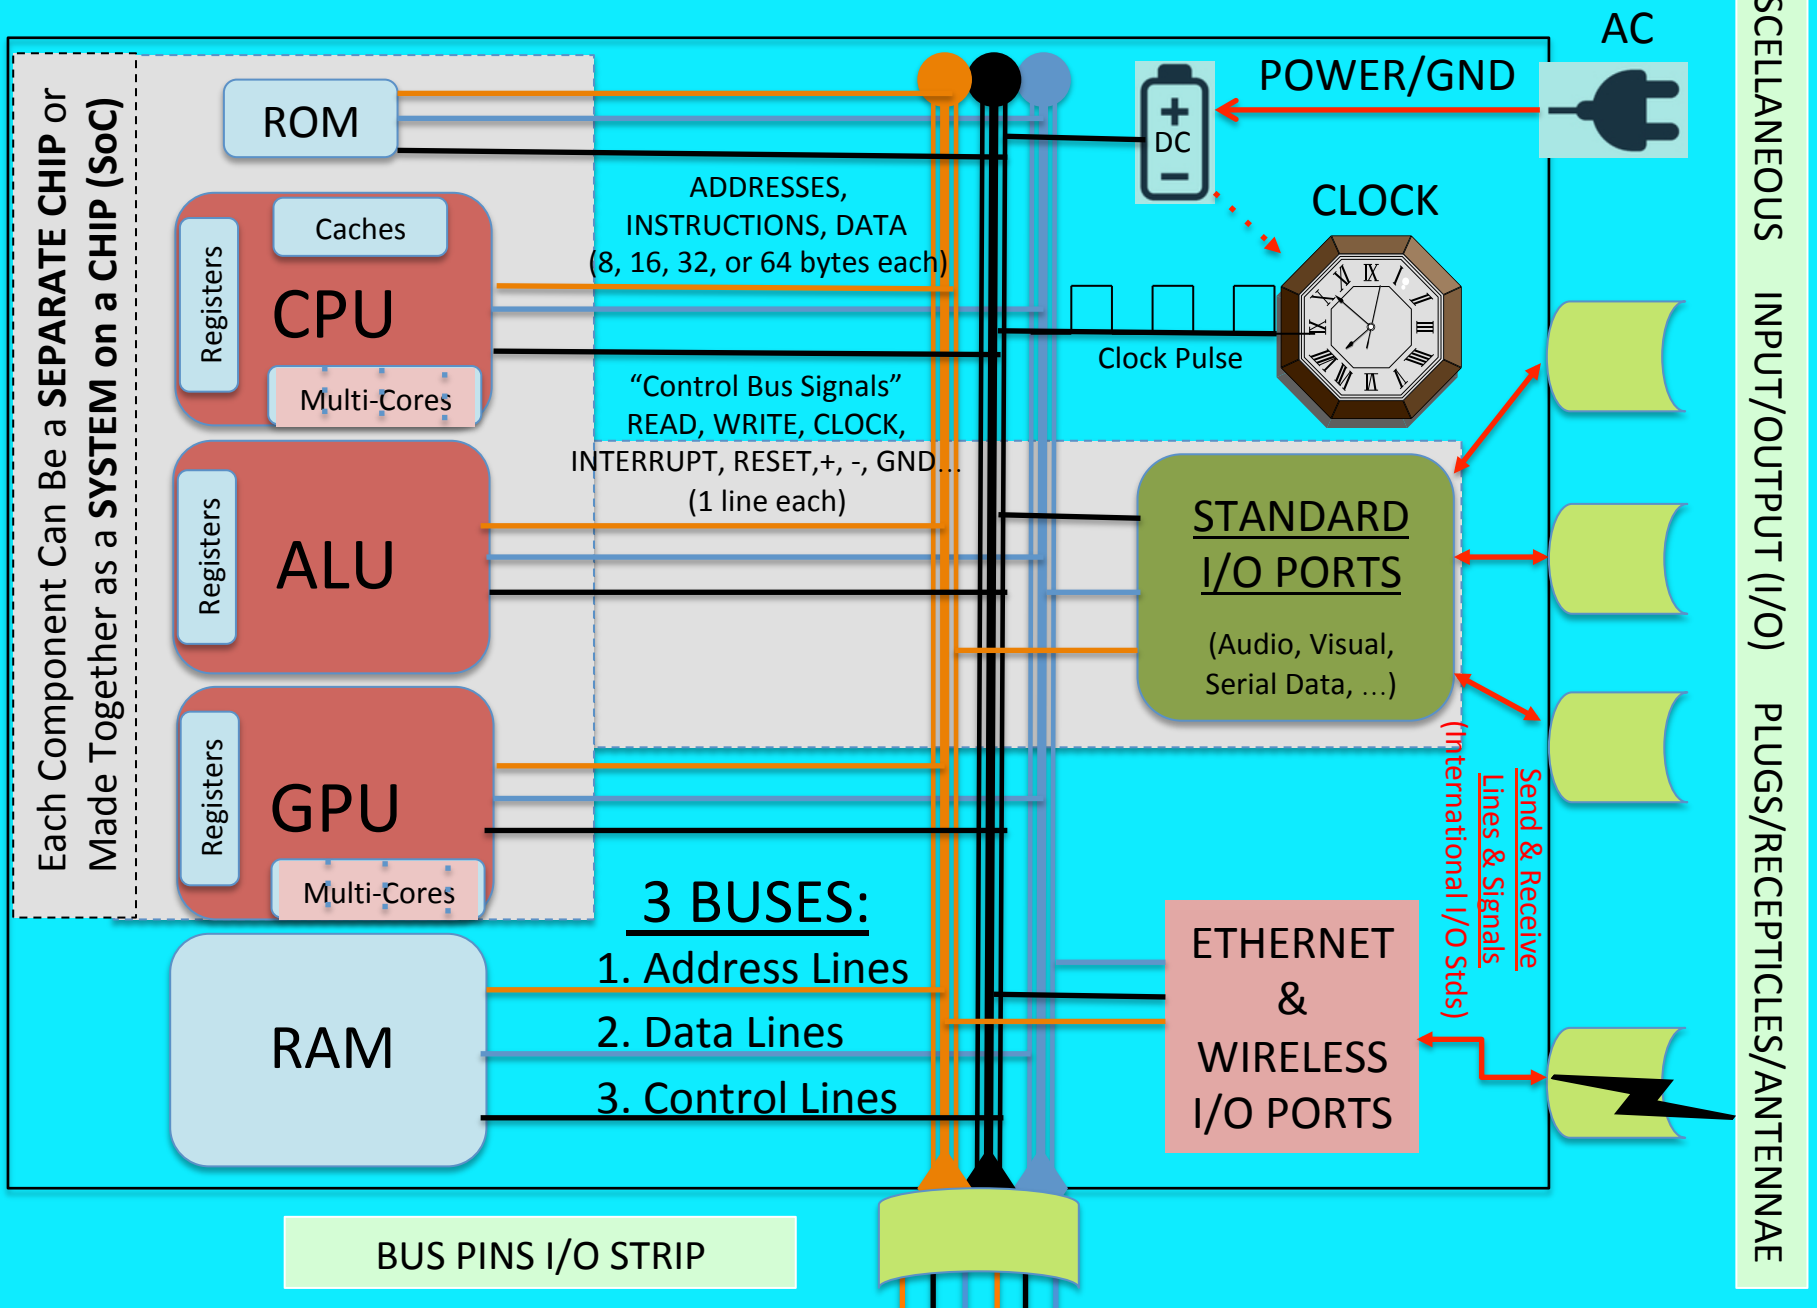 AC
POWER/GND
DC
CLOCK
Clock Pulse
Each Component Can Be a SEPARATE CHIP or
Made Together as a SYSTEM on a CHIP (SoC)
ROM
ADDRESSES,
INSTRUCTIONS, DATA
(8, 16, 32, or 64 bytes each)
Caches
Registers
CPU
Multi-Cores
“Control Bus Signals”
READ, WRITE, CLOCK,
INTERRUPT, RESET,+, -, GND...
(1 line each)
Registers
ALU
STANDARD
I/O PORTS
(Audio, Visual,
Serial Data, ...)
Registers
GPU
Multi-Cores
3 BUSES:
1. Address Lines
2. Data Lines
3. Control Lines
RAM
ETHERNET
&
WIRELESS
I/O PORTS
Send & Receive
Lines & Signals
(International I/O Stds)
SCELLANEOUS INPUT/OUTPUT (I/O) PLUGS/RECEPTICLES/ANTENNAE
BUS PINS I/O STRIP